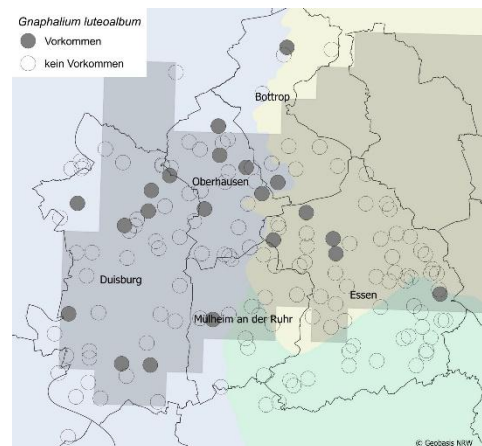 Gnaphalium luteoalbum
Vorkommen
kein Vorkommen
Bottrop
Oberhausen
Duisburg
Essen
Mülheim an der Ruhr
© Geobasis NRW